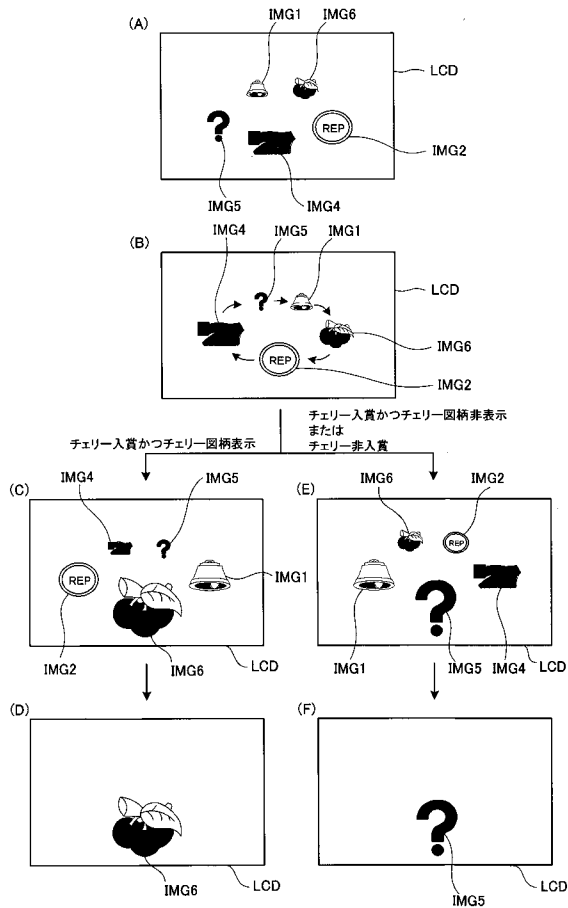 (A)
IMG1
IMG6
LCD
REP
IMG2
IMG5
IMG4
(B)
IMG4
IMG5
IMG1
LCD
IMG6
REP
IMG2
チェリー入賞かつチェリー図柄表示
チェリー入賞かつチェリー図柄非表示
または
チェリー非入賞
(C)
IMG4
IMG5
REP
IMG1
IMG2
IMG6
LCD
(E)
IMG6
IMG2
REP
IMG1
IMG5
IMG4
LCD
(D)
IMG6
LCD
(F)
LCD
IMG5